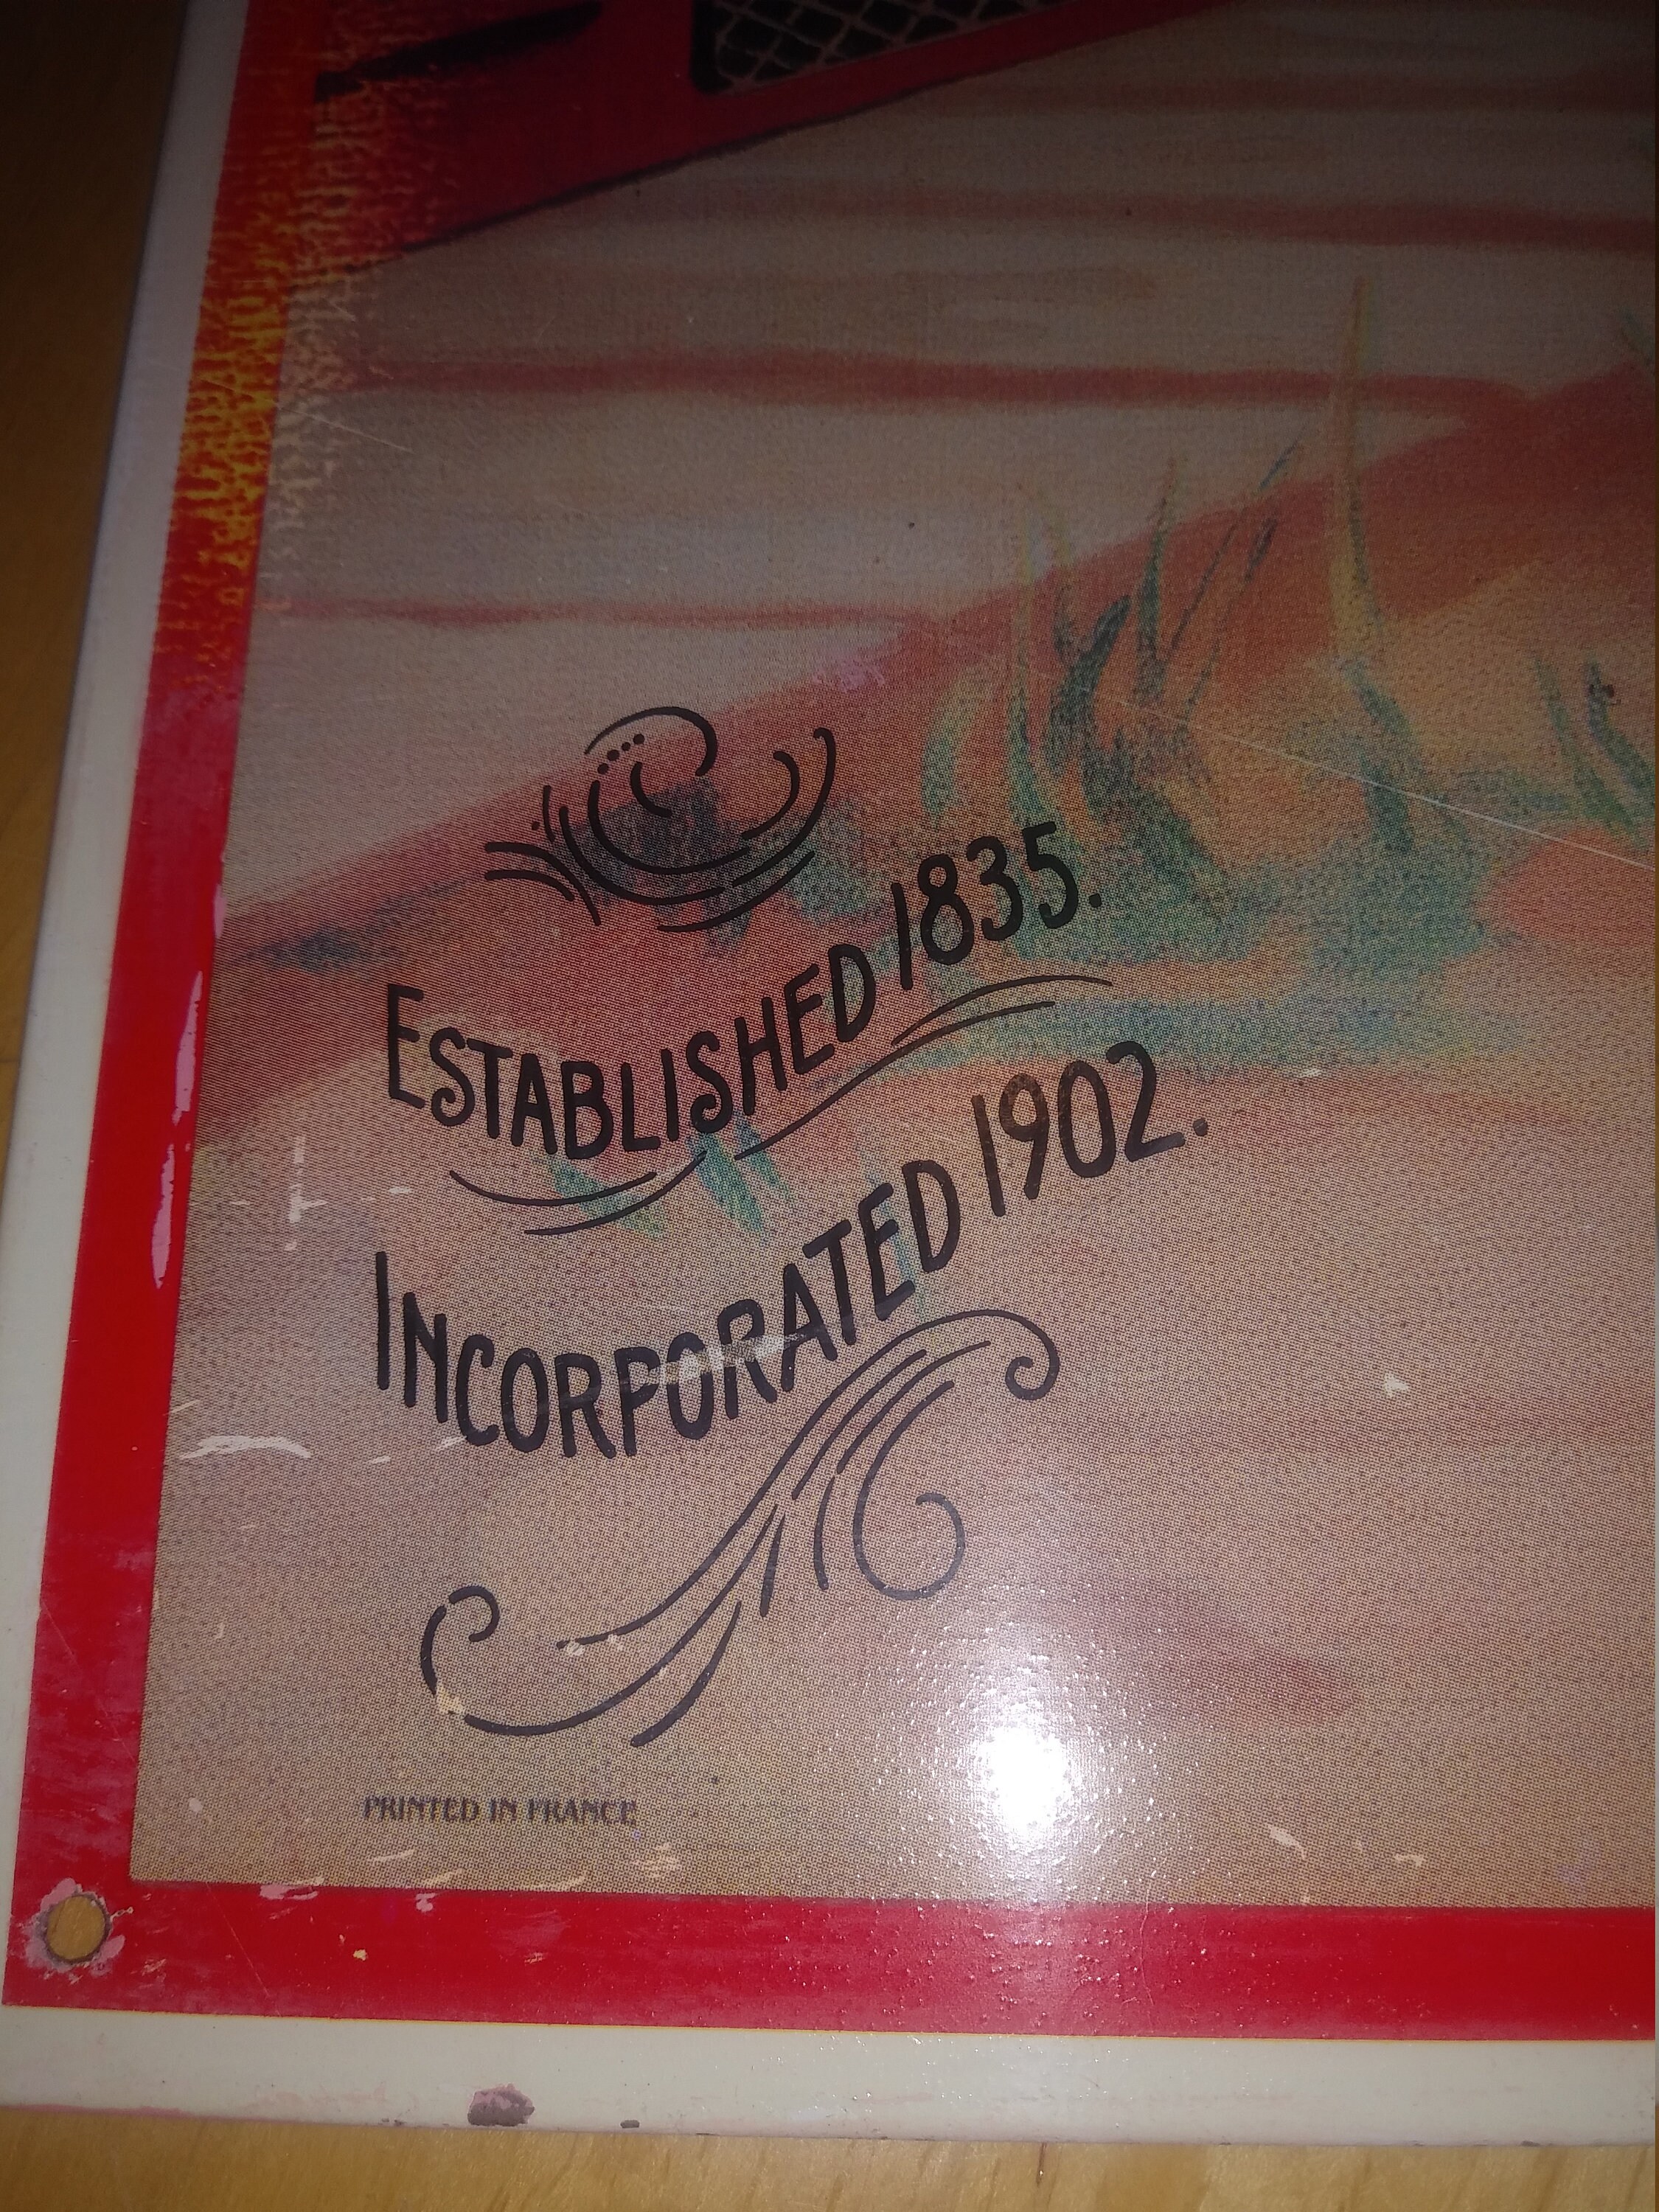 ESTABLISHED 1835.
INCORPORATED 1902.
PRINTED IN FRANCE